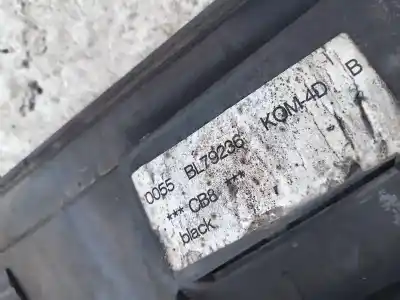 0055 BL79236 KOM-4D B
*** CB8 ***
black